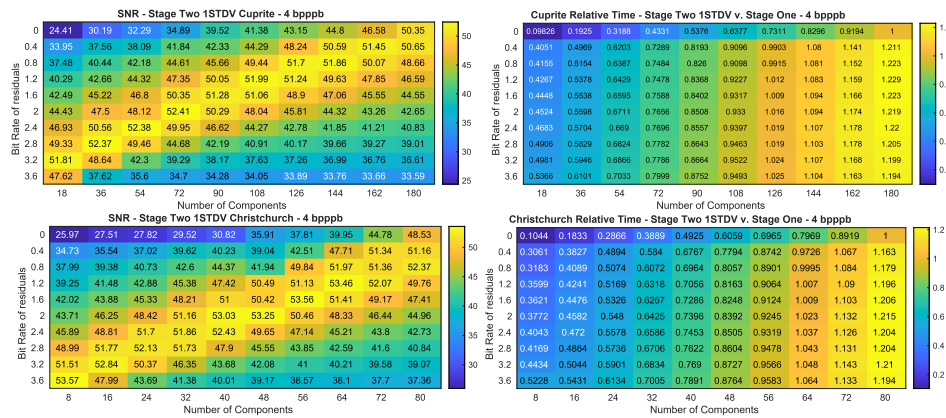 SNR - Stage Two 1STDV Cuprite - 4 bpppb
Bit Rate of residuals
0 24.41 30.19 32.29 34.89 39.52 41.38 43.15 44.8 46.58 50.35
0.4 33.95 37.56 38.09 41.84 42.33 44.29 48.24 50.59 51.45 50.65
0.8 37.48 40.44 42.18 44.61 45.66 49.44 51.7 51.86 50.07 48.66
1.2 40.29 42.66 44.32 47.35 50.05 51.99 51.24 49.63 47.85 46.59
1.6 42.49 45.22 46.8 50.35 51.28 51.06 48.9 47.06 45.55 44.55
2 44.43 47.5 48.12 52.41 50.29 48.04 45.81 44.32 43.26 42.65
2.4 46.93 50.56 52.38 49.95 46.62 44.27 42.78 41.85 41.21 40.83
2.8 49.33 52.37 49.46 44.68 42.19 40.91 40.17 39.66 39.27 39.01
3.2 51.81 48.64 42.3 39.29 38.17 37.63 37.26 36.99 36.76 36.61
3.6 47.62 37.62 35.6 34.7 34.28 34.05 33.89 33.76 33.66 33.59
18 36 54 72 90 108 126 144 162 180
Number of Components
50
45
40
35
30
25
Cuprite Relative Time - Stage Two 1STDV v. Stage One - 4 bpppb
Bit Rate of residuals
0 0.09826 0.1925 0.3188 0.4331 0.5376 0.6377 0.7311 0.8296 0.9194 1
0.4 0.4051 0.4969 0.6203 0.7289 0.8193 0.9096 0.9903 1.08 1.141 1.211
0.8 0.4155 0.5154 0.6387 0.7484 0.826 0.9098 0.9915 1.081 1.162 1.223
1.2 0.4267 0.5378 0.6429 0.7478 0.8368 0.9227 1.012 1.083 1.159 1.229
1.6 0.4448 0.5538 0.6595 0.7688 0.8402 0.9317 1.009 1.093 1.166 1.223
2 0.4524 0.5598 0.6711 0.7656 0.8508 0.933 1.016 1.094 1.174 1.218
2.4 0.4683 0.5704 0.669 0.7696 0.8557 0.9397 1.019 1.107 1.178 1.22
2.8 0.4906 0.5829 0.6824 0.7782 0.8643 0.9463 1.019 1.101 1.18 1.205
3.2 0.4981 0.5946 0.6866 0.7786 0.8664 0.9522 1.024 1.107 1.168 1.199
3.6 0.5366 0.6101 0.7033 0.7999 0.8752 0.9493 1.025 1.104 1.163 1.194
18 36 54 72 90 108 126 144 162 180
Number of Components
SNR - Stage Two 1STDV Christchurch - 4 bpppb
Bit Rate of residuals
0 25.97 27.51 27.82 29.52 30.82 35.91 37.81 39.95 44.78 48.53
0.4 34.73 35.54 37.02 39.62 40.23 39.04 42.51 47.71 51.34 51.16
0.8 37.99 39.38 40.73 42.6 44.37 41.94 49.84 51.97 51.36 52.37
1.2 39.25 41.48 42.88 45.38 47.42 50.49 51.13 53.46 52.07 49.76
1.6 42.02 43.88 45.33 48.21 51 50.42 53.56 51.41 49.17 47.41
2 43.71 46.25 48.42 51.16 53.03 53.25 50.46 48.33 46.44 44.96
2.4 45.89 48.81 51.7 51.86 52.43 49.65 47.14 45.21 43.8 42.73
2.8 48.99 51.77 52.13 51.73 47.9 45.55 43.85 42.59 41.6 40.84
3.2 51.51 52.84 50.37 46.35 43.68 42.08 41 40.21 39.58 39.07
3.6 53.57 47.99 43.69 41.38 40.01 39.17 38.57 38.1 37.7 37.36
8 16 24 32 40 48 56 64 72 80
Number of Components
50
45
40
35
30
Christchurch Relative Time - Stage Two 1STDV v. Stage One - 4 bpppb
Bit Rate of residuals
0 0.1044 0.1833 0.2866 0.3889 0.4925 0.6059 0.6965 0.7969 0.8919 1
0.4 0.3061 0.3827 0.4894 0.584 0.6767 0.7794 0.8742 0.9726 1.067 1.163
0.8 0.3183 0.4089 0.5074 0.6072 0.6964 0.8057 0.8901 0.9995 1.084 1.179
1.2 0.3599 0.4241 0.5169 0.6318 0.7056 0.8163 0.9064 1.007 1.09 1.196
1.6 0.3621 0.4476 0.5326 0.6267 0.7286 0.8248 0.9124 1.009 1.103 1.206
2 0.3772 0.4582 0.548 0.6425 0.7396 0.8392 0.9245 1.023 1.132 1.215
2.4 0.4043 0.472 0.5578 0.6586 0.7453 0.8505 0.9319 1.037 1.126 1.204
2.8 0.4169 0.4864 0.5736 0.6706 0.7622 0.8604 0.9478 1.043 1.131 1.204
3.2 0.4434 0.5044 0.5901 0.6834 0.769 0.8727 0.9566 1.048 1.143 1.21
3.6 0.5228 0.5431 0.6134 0.7005 0.7891 0.8764 0.9583 1.064 1.133 1.194
8 16 24 32 40 48 56 64 72 80
Number of Components
1.2
1
0.8
0.6
0.4
0.2